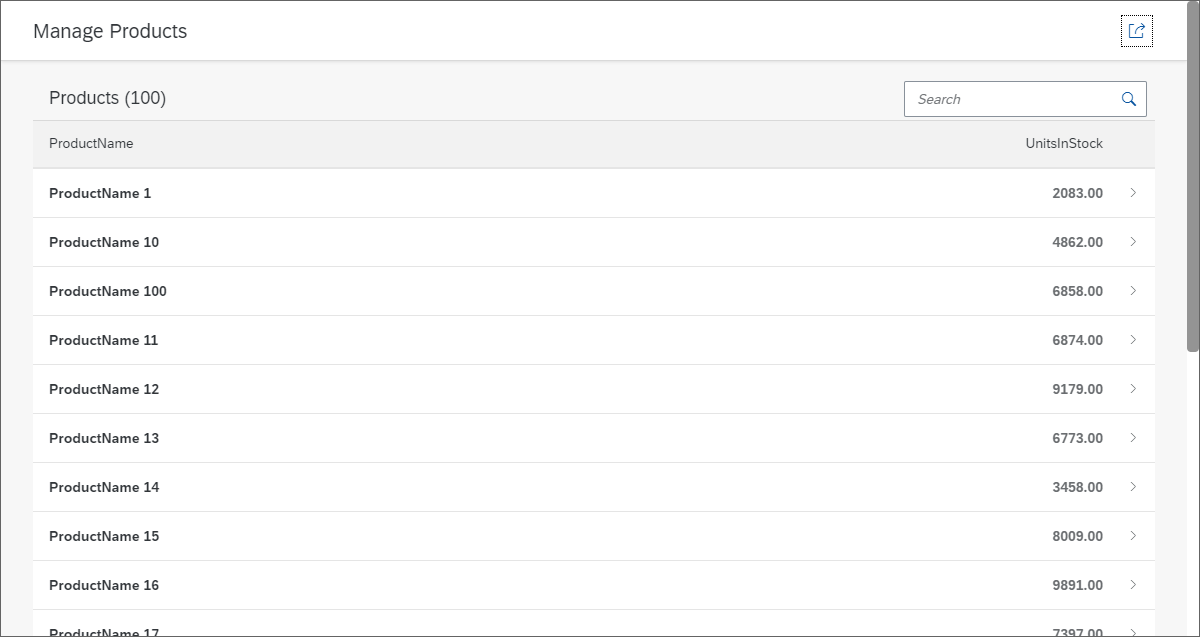 Manage Products
Products (100)
Search
ProductName UnitsInStock
ProductName 1 2083.00
ProductName 10 4862.00
ProductName 100 6858.00
ProductName 11 6874.00
ProductName 12 9179.00
ProductName 13 6773.00
ProductName 14 3458.00
ProductName 15 8009.00
ProductName 16 9891.00
ProductName 17 7397.00